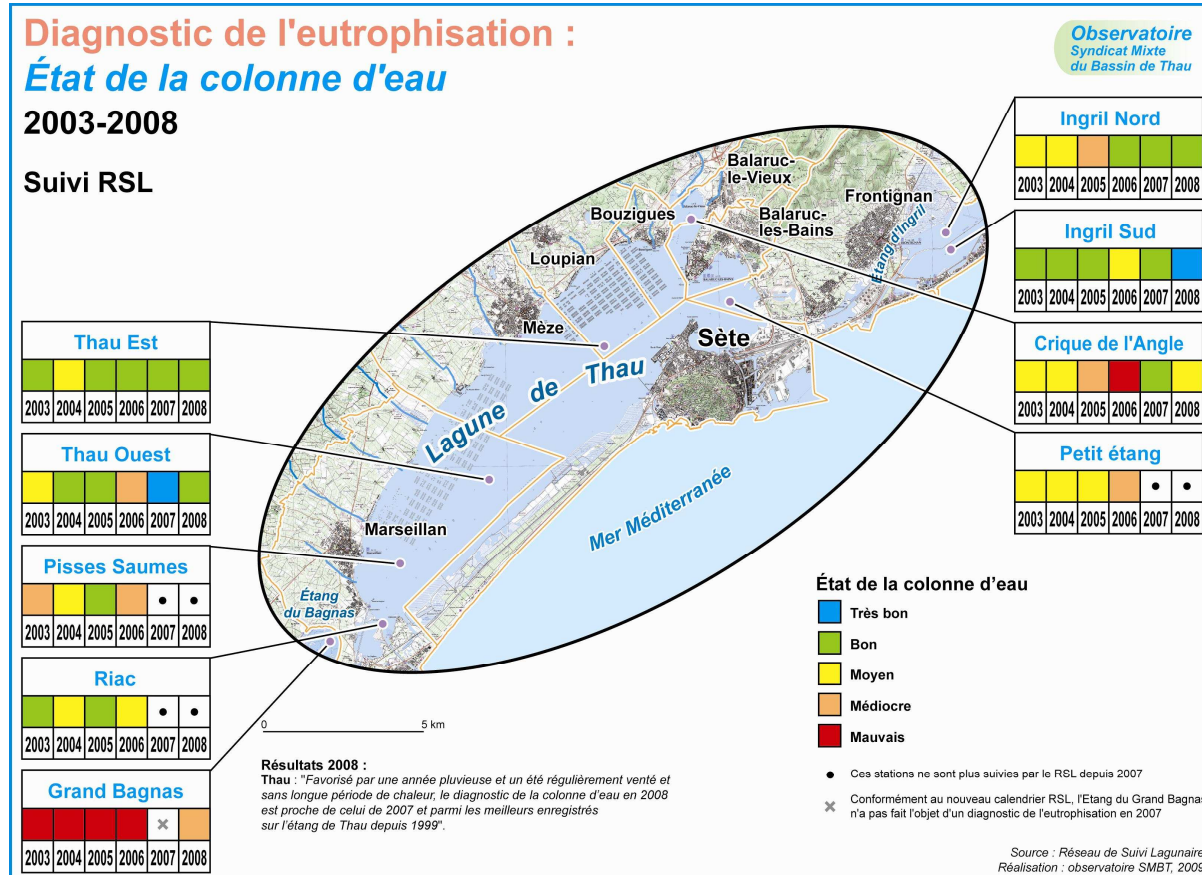 Diagnostic de l'eutrophisation :
État de la colonne d'eau
2003-2008
Suivi RSL
Observatoire
Syndicat Mixte
du Bassin de Thau
Ingril Nord
2003 2004 2005 2006 2007 2008
Ingril Sud
2003 2004 2005 2006 2007 2008
Crique de l'Angle
2003 2004 2005 2006 2007 2008
Petit étang
2003 2004 2005 2006 2007 2008
Thau Est
2003 2004 2005 2006 2007 2008
Thau Ouest
2003 2004 2005 2006 2007 2008
Pisses Saumes
2003 2004 2005 2006 2007 2008
Riac
2003 2004 2005 2006 2007 2008
Grand Bagnas
2003 2004 2005 2006 2007 2008
Balaruc-
le-Vieux
Frontignan
Bouzigues
Balaruc-
les-Bains
Étang d'Ingril
Loupian
Mèze
Sète
Lagune de Thau
Marseillan
Mer Méditerranée
Étang
du Bagnas
0 5 km
Résultats 2008 :
Thau : "Favorisé par une année pluvieuse et un été régulièrement venté et
sans longue période de chaleur, le diagnostic de la colonne d'eau en 2008
est proche de celui de 2007 et parmi les meilleurs enregistrés
sur l'étang de Thau depuis 1999".
État de la colonne d'eau
Très bon
Bon
Moyen
Médiocre
Mauvais
Ces stations ne sont plus suivies par le RSL depuis 2007
Conformément au nouveau calendrier RSL, l'Etang du Grand Bagnas
n'a pas fait l'objet d'un diagnostic de l'eutrophisation en 2007
Source : Réseau de Suivi Lagunaire
Réalisation : observatoire SMBT, 2009